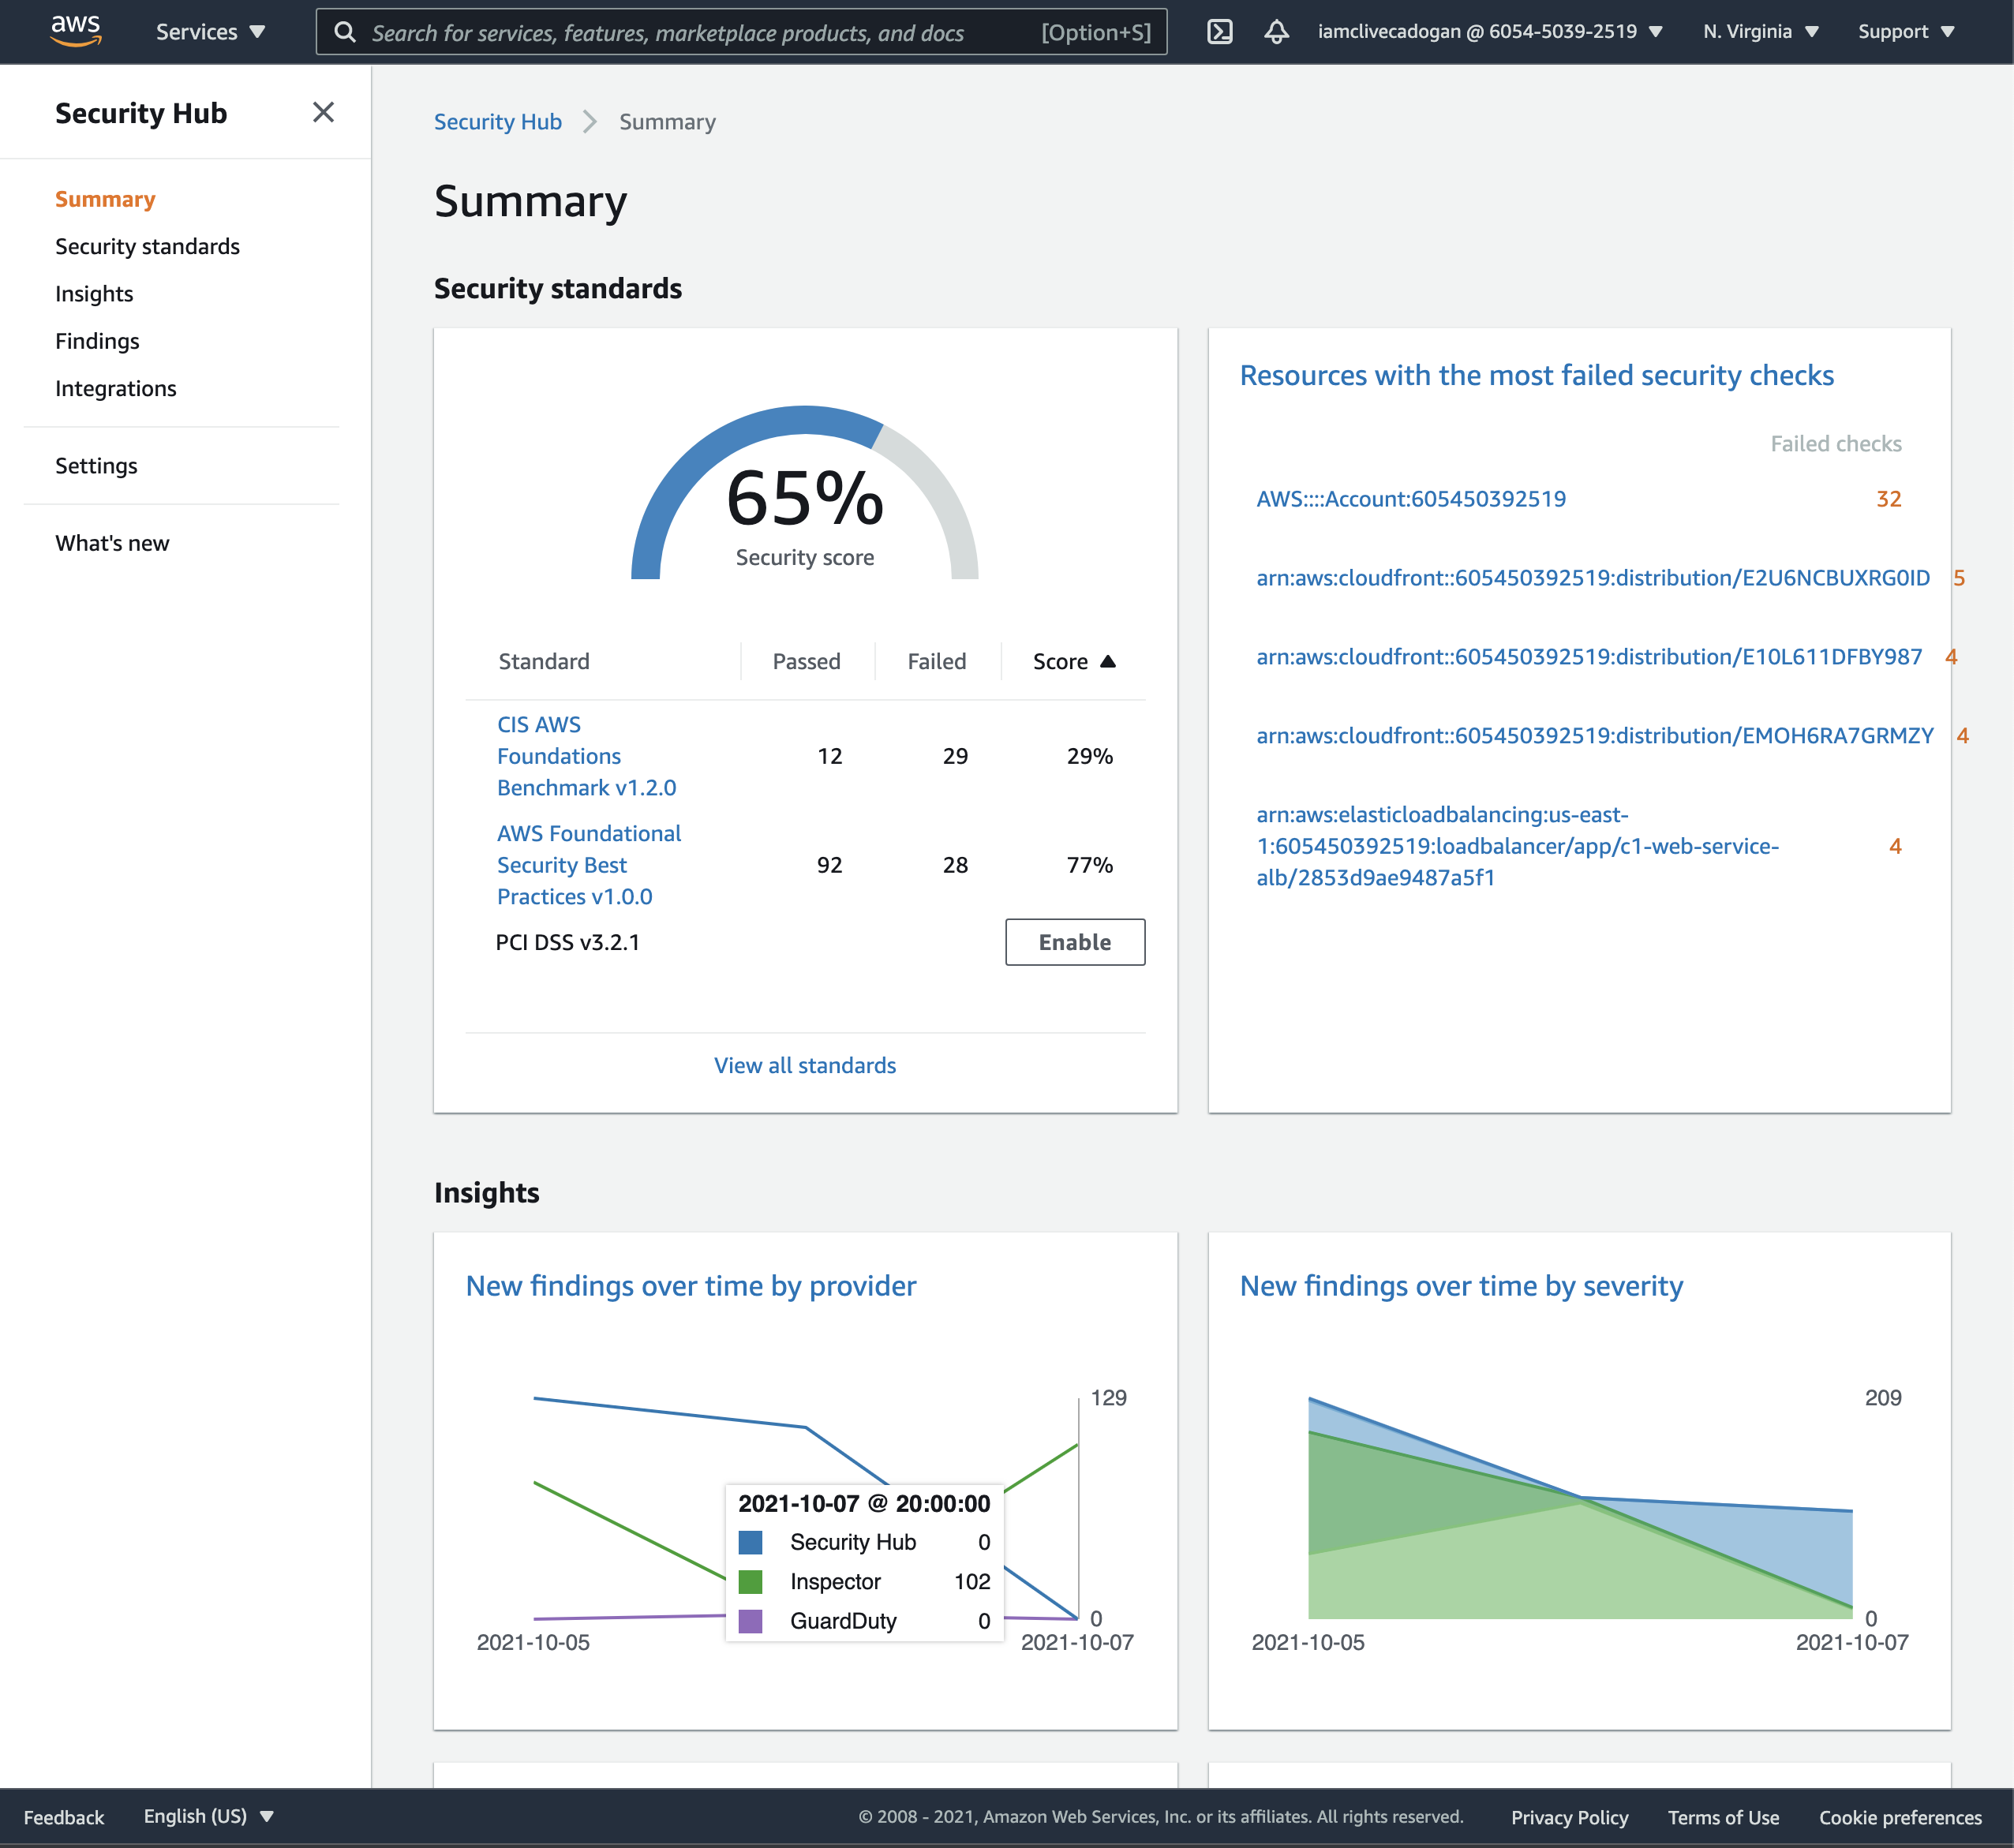 aws
Services
Search for services, features, marketplace products, and docs
[Option+S]
iamclivecadogan @ 6054-5039-2519
N. Virginia
Support
Security Hub
Summary
Security standards
Insights
Findings
Integrations
Settings
What's new
Security Hub
Summary
Summary
Security standards
65%
Security score
Standard Passed Failed Score
CIS AWS
Foundations
Benchmark v1.2.0
12 29 29%
AWS Foundational
Security Best
Practices v1.0.0
92 28 77%
PCI DSS v3.2.1
Enable
View all standards
Resources with the most failed security checks
Failed checks
AWS::::Account:605450392519 32
arn:aws:cloudfront::605450392519:distribution/E2U6NCBUXRG0ID 5
arn:aws:cloudfront::605450392519:distribution/E10L611DFBY987 4
arn:aws:cloudfront::605450392519:distribution/EMOH6RA7GRMZY 4
arn:aws:elasticloadbalancing:us-east-
1:605450392519:loadbalancer/app/c1-web-service-
alb/2853d9ae9487a5f1
4
Insights
New findings over time by provider
129
2021-10-07 @ 20:00:00
Security Hub 0
Inspector 102
GuardDuty 0
0
2021-10-05
2021-10-07
New findings over time by severity
209
0
2021-10-05
2021-10-07
Feedback
English (US)
© 2008 - 2021, Amazon Web Services, Inc. or its affiliates. All rights reserved.
Privacy Policy
Terms of Use
Cookie preferences